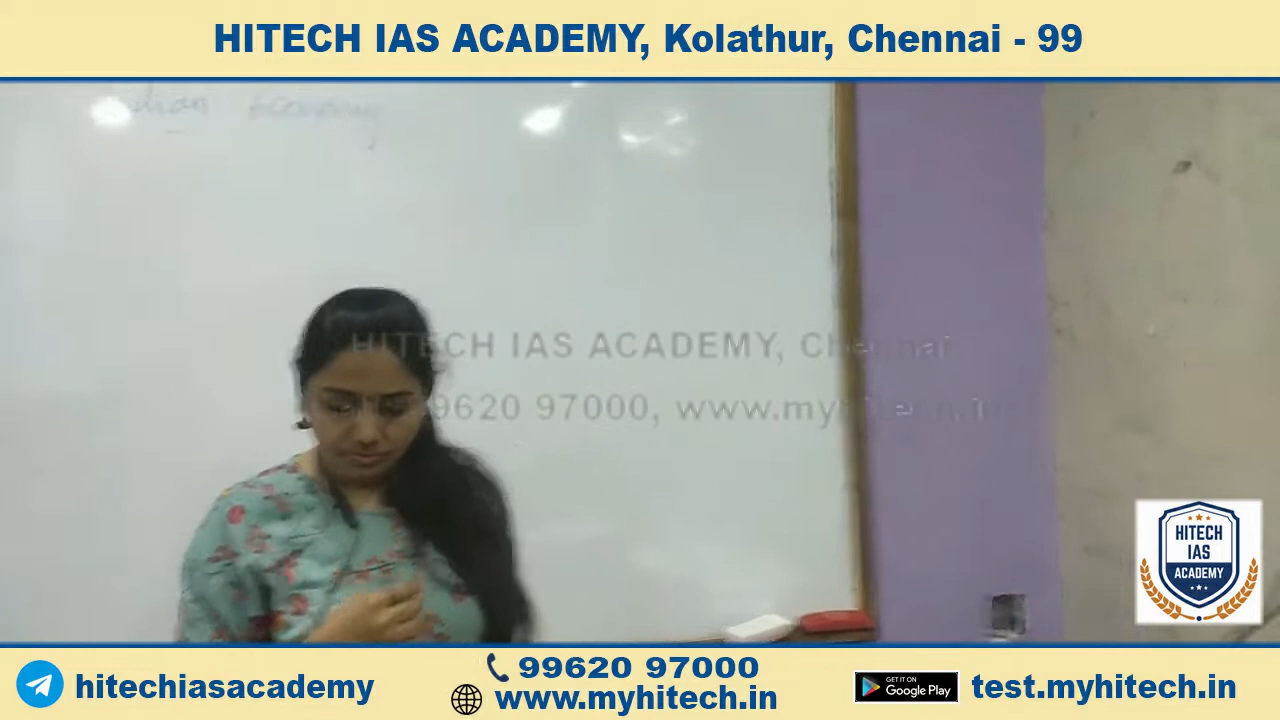 HITECH IAS ACADEMY, Kolathur, Chennai - 99
Economy
HITECH IAS ACADEMY, Chennai
99620 97000, www.myhitech.in
HITECH
IAS
ACADEMY
hitechiasacademy
99620 97000
www.myhitech.in
GET IT ON
Google Play
test.myhitech.in